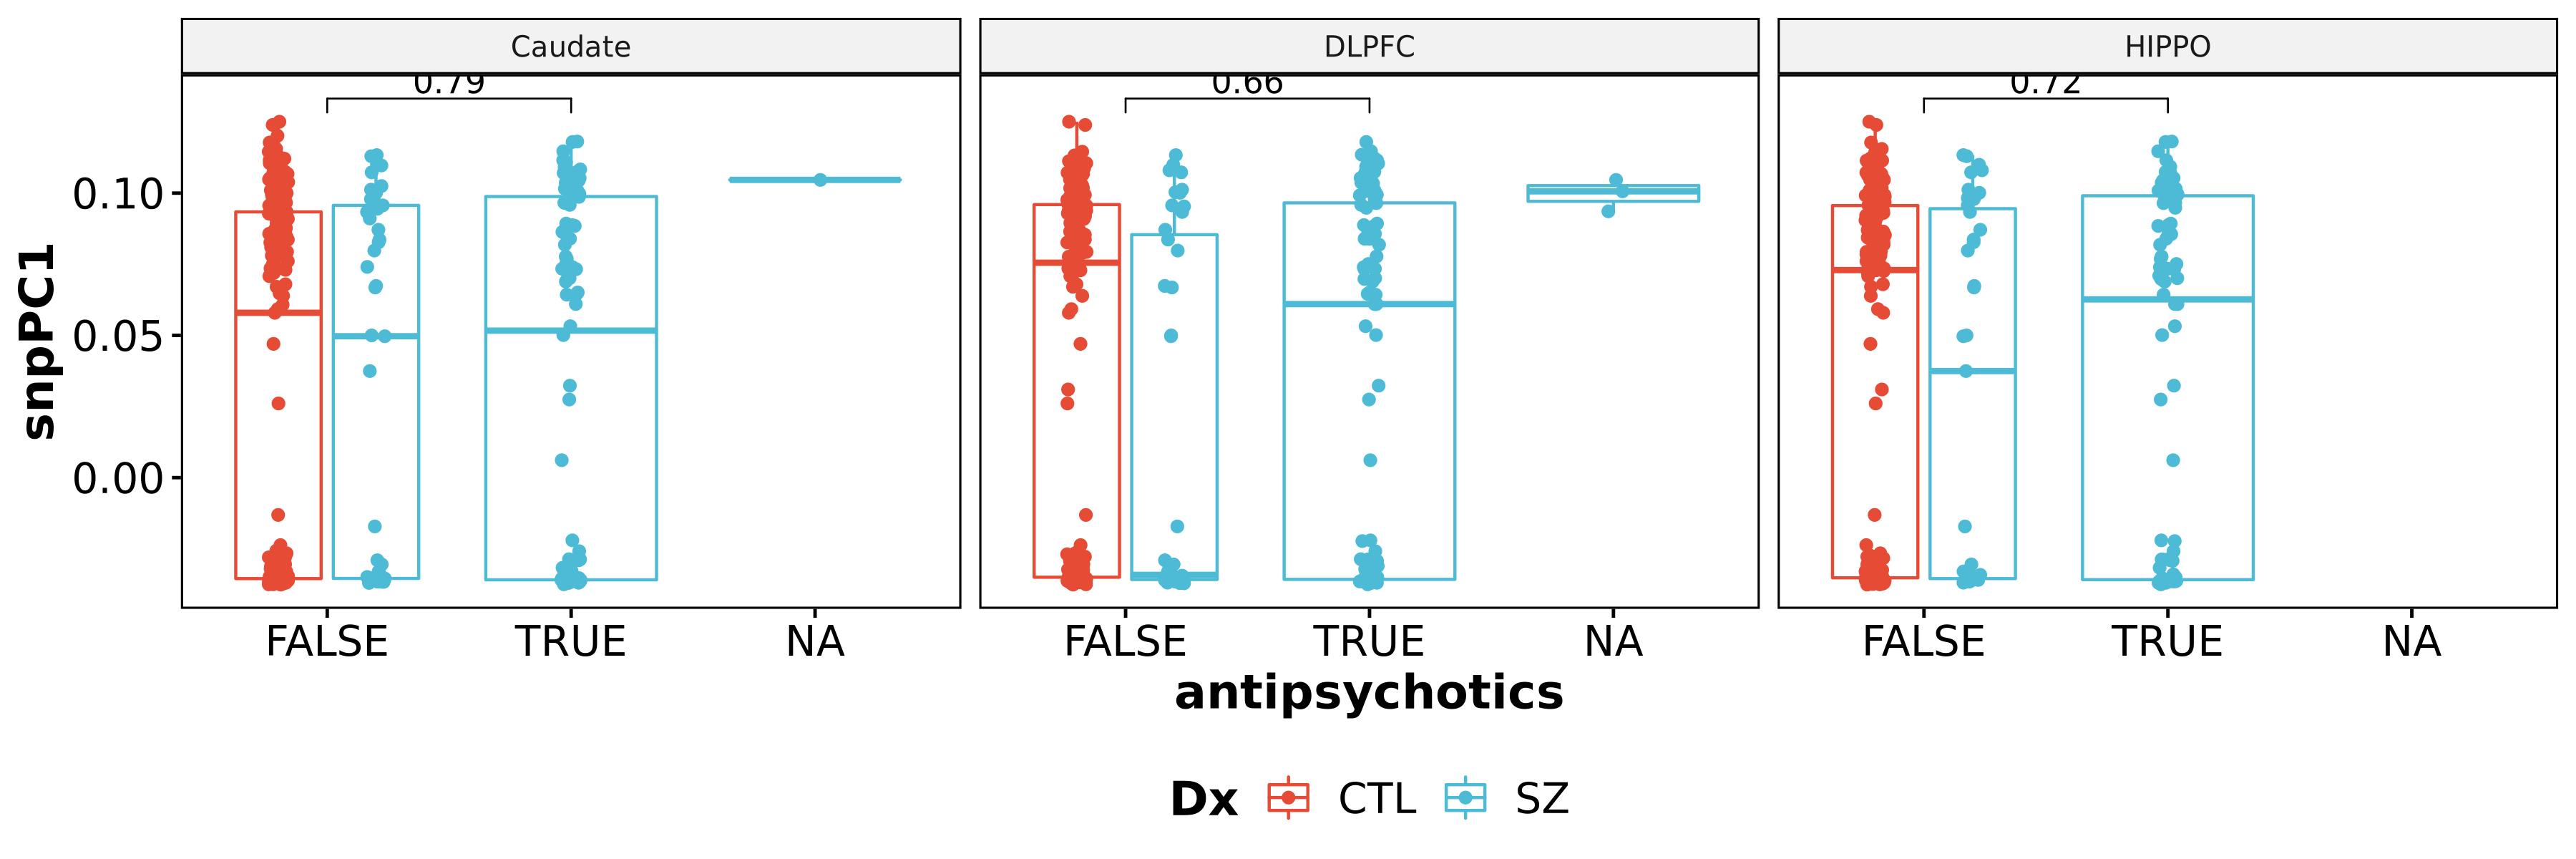 Caudate DLPFC HIPPO
0.79 0.66 0.72
snpPC1
0.10
0.05
0.00
FALSE TRUE NA FALSE TRUE NA FALSE TRUE NA
antipsychotics
Dx CTL SZ